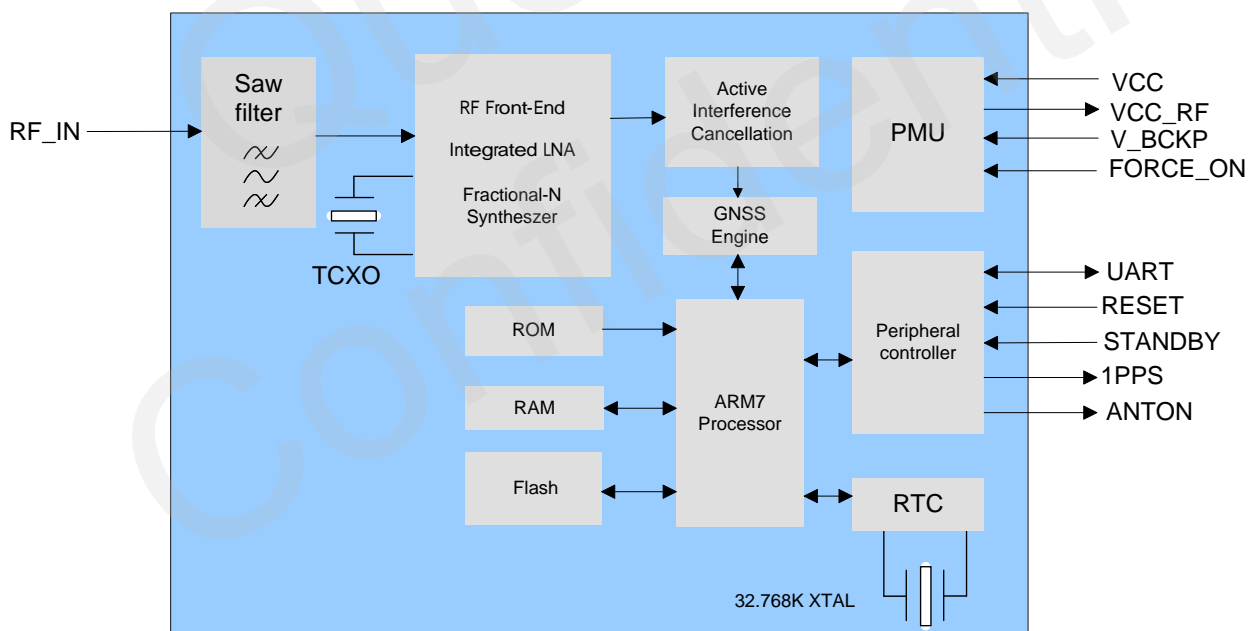 RF_IN
Saw
filter
RF Front-End
Integrated LNA
Fractional-N
Syntheszer
TCXO
Active
Interference
Cancellation
GNSS
Engine
PMU
VCC
VCC_RF
V_BCKP
FORCE_ON
ROM
RAM
Flash
ARM7
Processor
Peripheral
controller
UART
RESET
STANDBY
1PPS
ANTON
RTC
32.768K XTAL